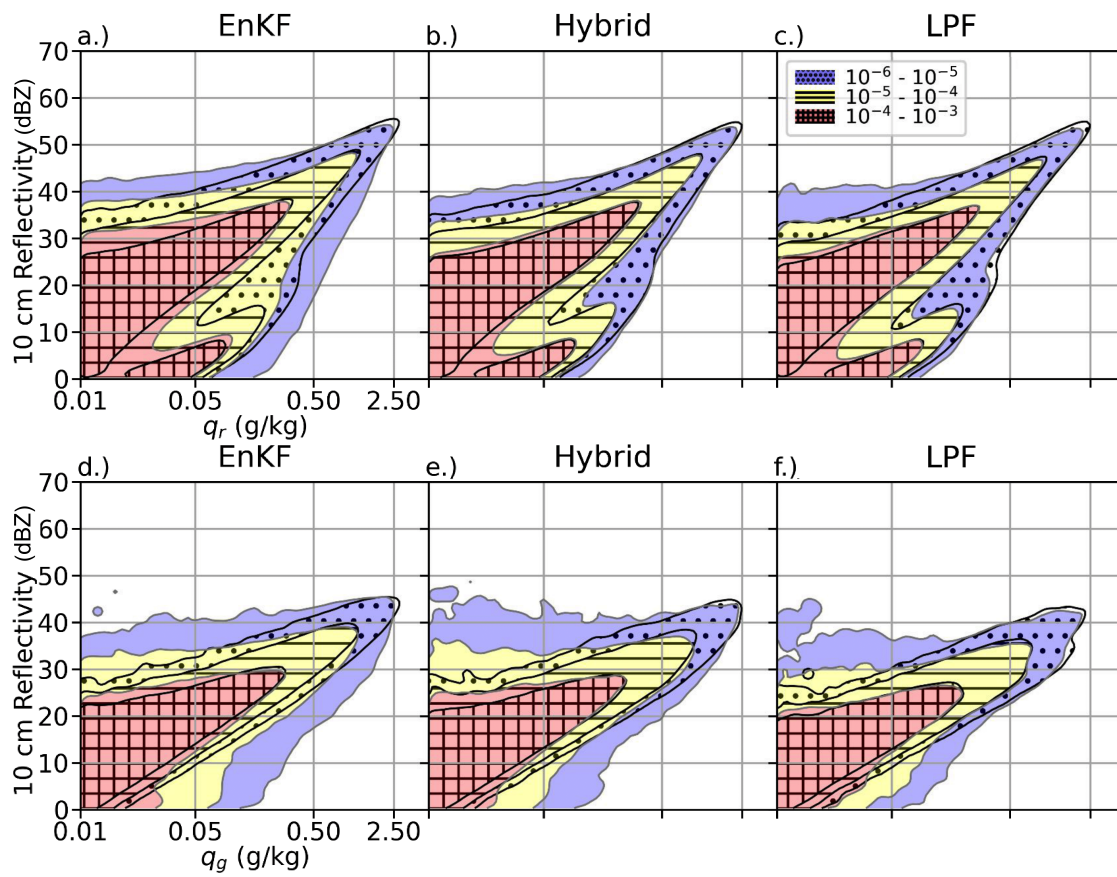 EnKF Hybrid LPF
a.) b.) c.)
10⁻⁶ - 10⁻⁵
10⁻⁵ - 10⁻⁴
10⁻⁴ - 10⁻³
10 cm Reflectivity (dBZ)
70
60
50
40
30
20
10
0
0.01 0.05 0.50 2.50
qᵣ (g/kg)
EnKF Hybrid LPF
d.) e.) f.)
10 cm Reflectivity (dBZ)
70
60
50
40
30
20
10
0
0.01 0.05 0.50 2.50
q_g (g/kg)